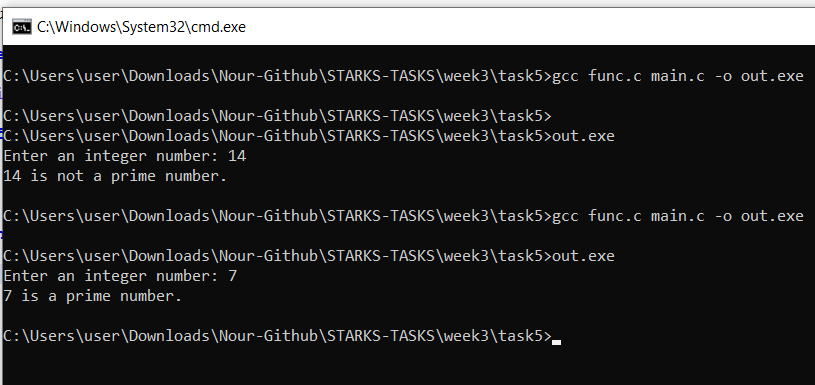 C:\Windows\System32\cmd.exe
C:\Users\user\Downloads\Nour-Github\STARKS-TASKS\week3\task5>gcc func.c main.c -o out.exe
C:\Users\user\Downloads\Nour-Github\STARKS-TASKS\week3\task5>
C:\Users\user\Downloads\Nour-Github\STARKS-TASKS\week3\task5>out.exe
Enter an integer number: 14
14 is not a prime number.
C:\Users\user\Downloads\Nour-Github\STARKS-TASKS\week3\task5>gcc func.c main.c -o out.exe
C:\Users\user\Downloads\Nour-Github\STARKS-TASKS\week3\task5>out.exe
Enter an integer number: 7
7 is a prime number.
C:\Users\user\Downloads\Nour-Github\STARKS-TASKS\week3\task5>